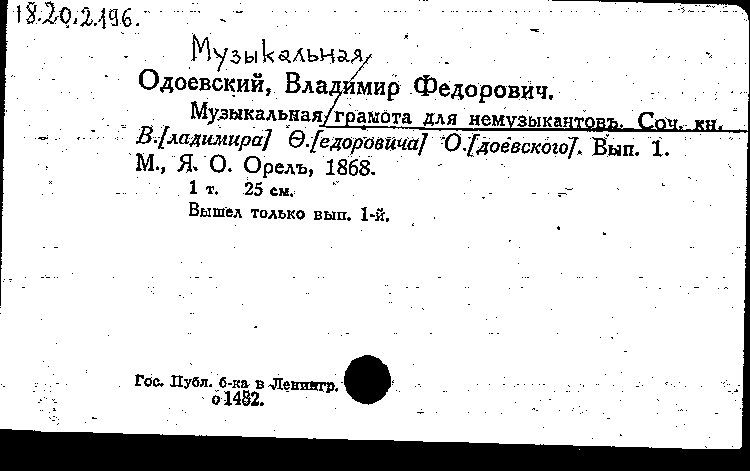 18.20.2.196.
Музыкальная
Одоевский, Владимир Федорович.
Музыкальная/грамота для немузыкантовъ. Соч. кн.
В.[ладимира] Ѳ.[едоровича] О.[доевского]. Вып. 1.
М., Я. О. Орелъ, 1868.
1 т. 25 см.
Вышел только вып. 1-й.
Гос. Публ. б-ка в Ленингр.
о 1482.